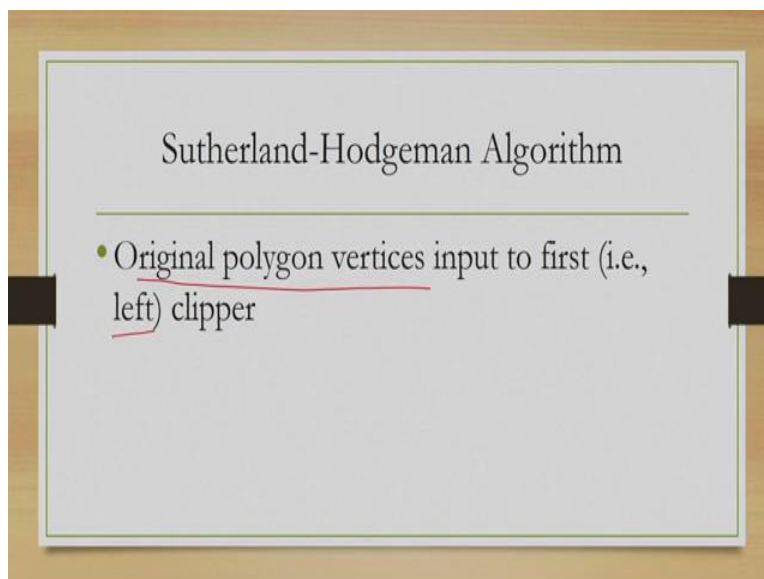 Sutherland-Hodgeman Algorithm
• Original polygon vertices input to first (i.e.,
left) clipper